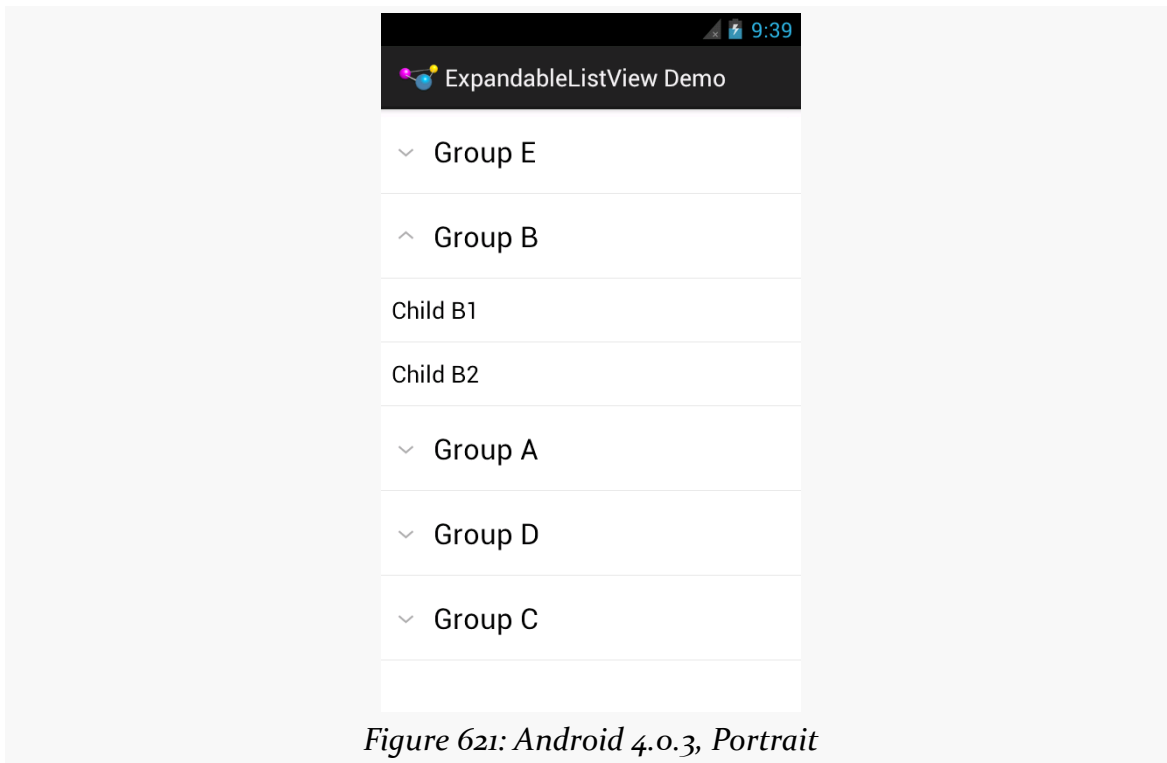 9:39
ExpandableListView Demo
Group E
Group B
Child B1
Child B2
Group A
Group D
Group C
Figure 621: Android 4.0.3, Portrait